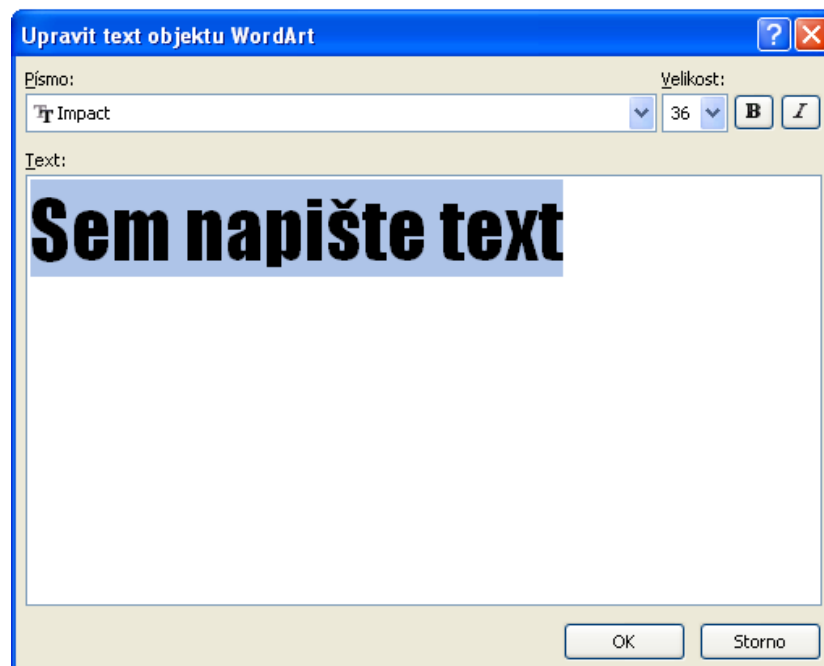 Upravit text objektu WordArt
Písmo: Velikost:
Impact 36 B I
Text:
Sem napište text
OK Storno